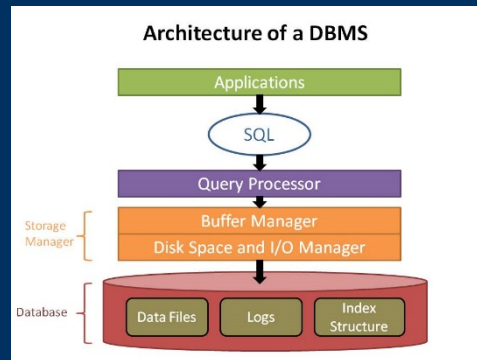 Architecture of a DBMS
Applications
SQL
Query Processor
Storage
Manager
Buffer Manager
Disk Space and I/O Manager
Database
Data Files
Logs
Index
Structure